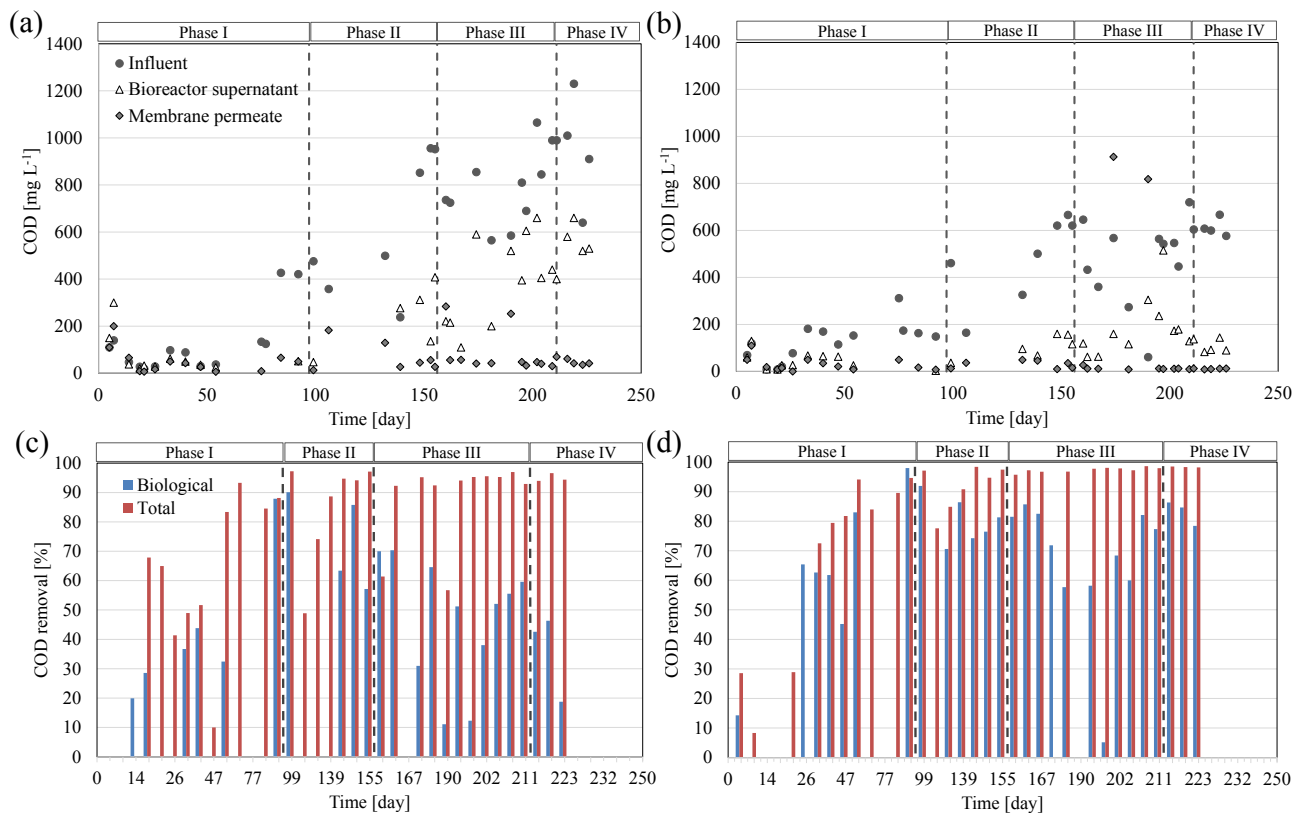 (a)
Phase I Phase II Phase III Phase IV
1400
1200
1000
800
600
400
200
0
COD [mg L-1]
Influent
Bioreactor supernatant
Membrane permeate
0 50 100 150 200 250
Time [day]
(b)
Phase I Phase II Phase III Phase IV
1400
1200
1000
800
600
400
200
0
COD [mg L-1]
0 50 100 150 200 250
Time [day]
(c)
Phase I Phase II Phase III Phase IV
100
90
80
70
60
50
40
30
20
10
0
COD removal [%]
Biological
Total
0 14 26 47 77 99 139 155 167 190 202 211 223 232 250
Time [day]
(d)
Phase I Phase II Phase III Phase IV
100
90
80
70
60
50
40
30
20
10
0
COD removal [%]
Biological
Total
0 14 26 47 77 99 139 155 167 190 202 211 223 232 250
Time [day]